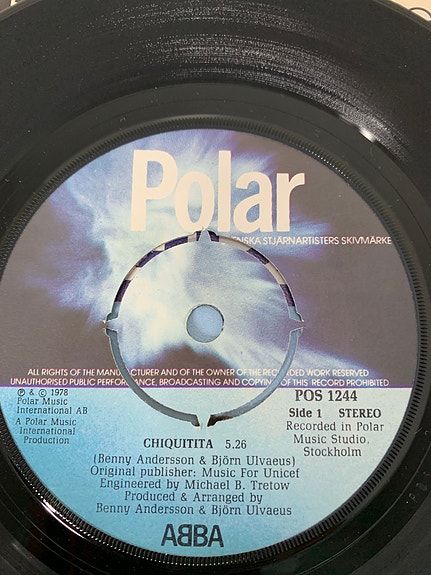 Polar
ENSKA STJÄRNARTISTERS SKIVMÄRKE
ALL RIGHTS OF THE MANUFACTURER AND OF THE OWNER OF THE RECORDED WORK RESERVED
UNAUTHORISED PUBLIC PERFORMANCE, BROADCASTING AND COPYING OF THIS RECORD PROHIBITED
℗ & © 1978
Polar Music
International AB
A Polar Music
International
Production
POS 1244
Side 1 STEREO
Recorded in Polar
Music Studio,
Stockholm
CHIQUITITA 5.26
(Benny Andersson & Björn Ulvaeus)
Original publisher: Music For Unicef
Engineered by Michael B. Tretow
Produced & Arranged by
Benny Andersson & Björn Ulvaeus
ABBA